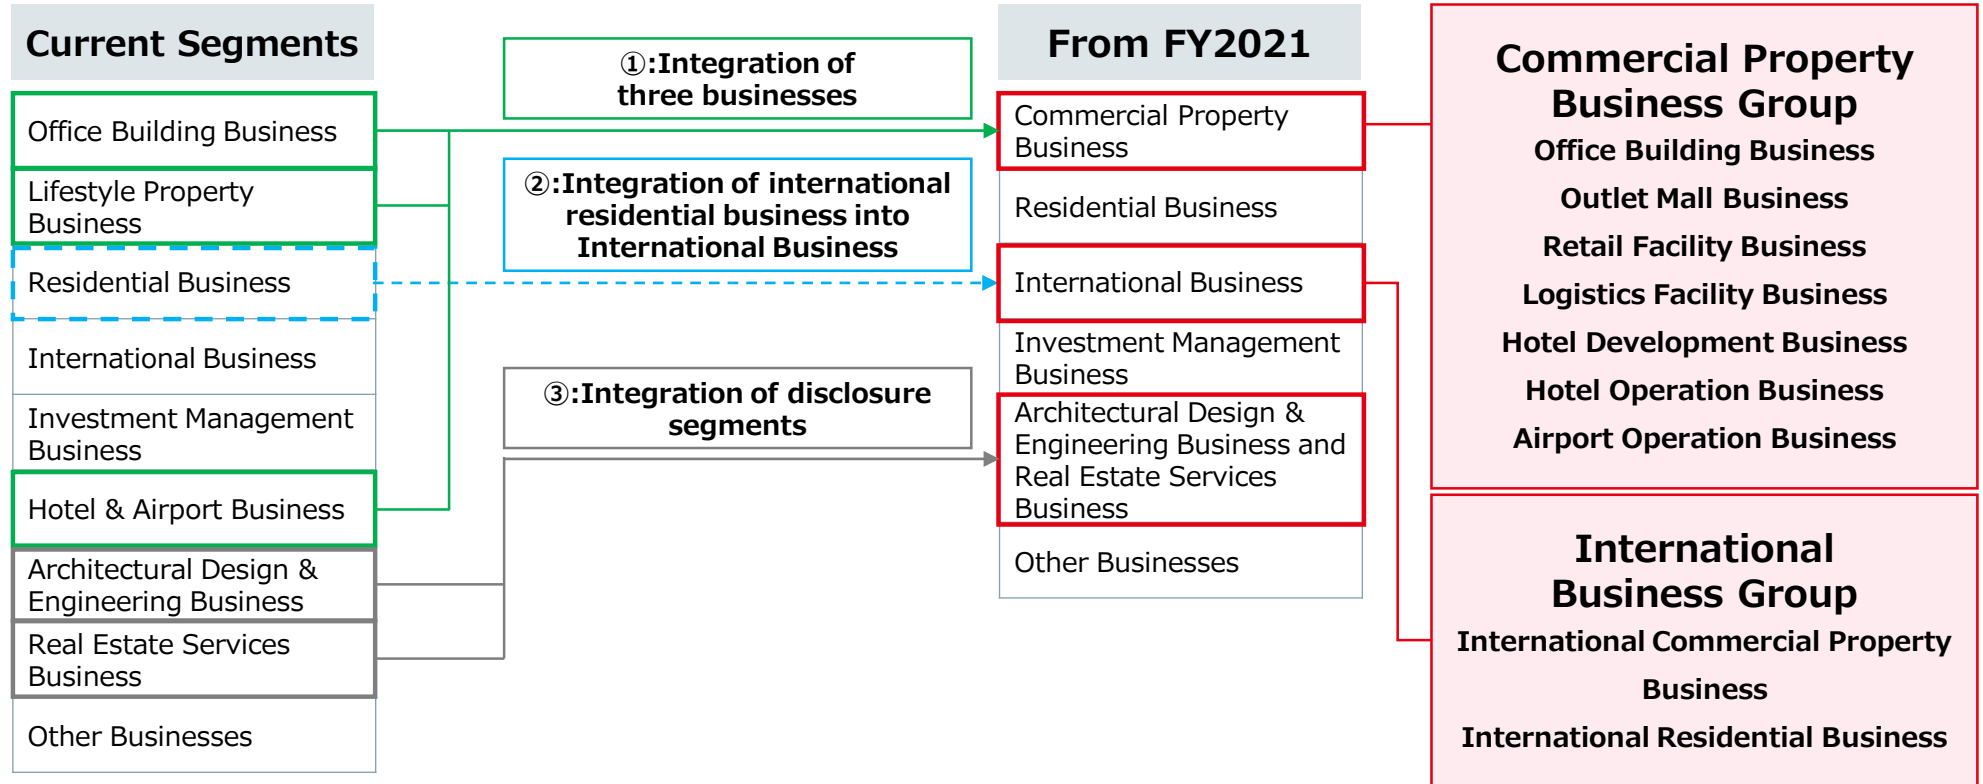 Current Segments
Office Building Business
Lifestyle Property
Business
Residential Business
International Business
Investment Management
Business
Hotel & Airport Business
Architectural Design &
Engineering Business
Real Estate Services
Business
Other Businesses
①:Integration of
three businesses
②:Integration of international
residential business into
International Business
③:Integration of disclosure
segments
From FY2021
Commercial Property
Business
Residential Business
International Business
Investment Management
Business
Architectural Design &
Engineering Business and
Real Estate Services
Business
Other Businesses
Commercial Property
Business Group
Office Building Business
Outlet Mall Business
Retail Facility Business
Logistics Facility Business
Hotel Development Business
Hotel Operation Business
Airport Operation Business
International
Business Group
International Commercial Property
Business
International Residential Business